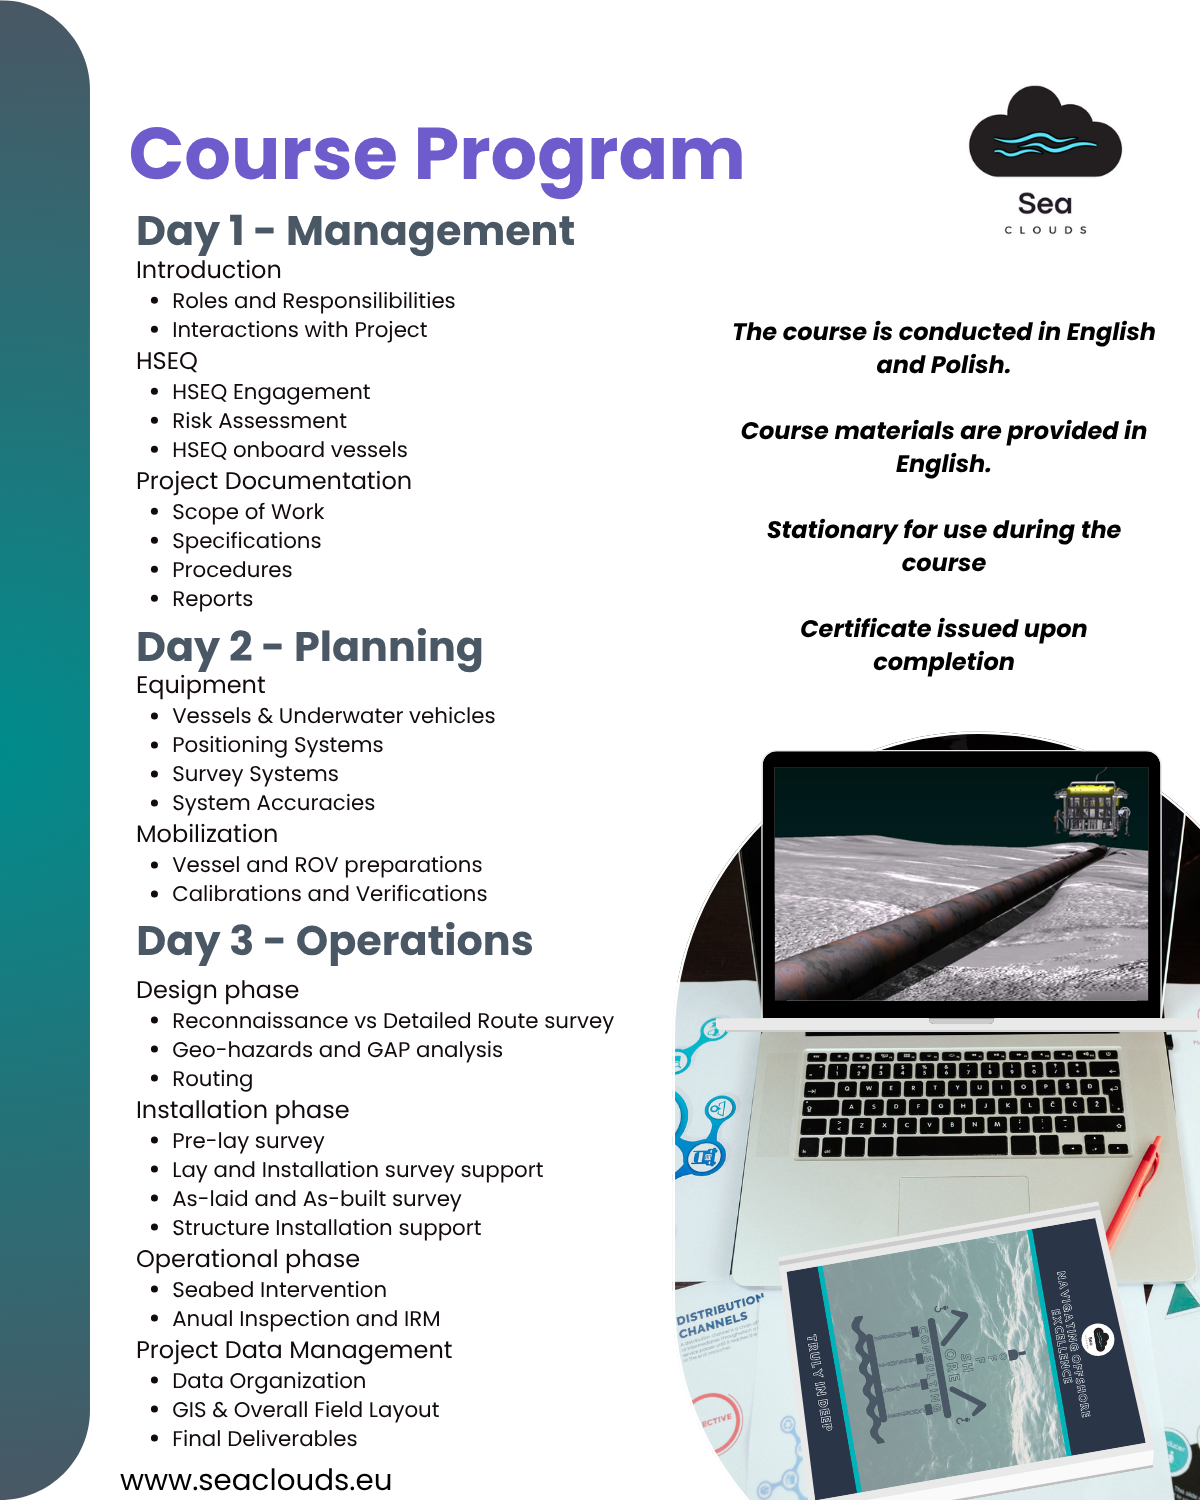 Course Program
Day 1 - Management
Introduction
• Roles and Responsilibilities
• Interactions with Project
HSEQ
• HSEQ Engagement
• Risk Assessment
• HSEQ onboard vessels
Project Documentation
• Scope of Work
• Specifications
• Procedures
• Reports
Day 2 - Planning
Equipment
• Vessels & Underwater vehicles
• Positioning Systems
• Survey Systems
• System Accuracies
Mobilization
• Vessel and ROV preparations
• Calibrations and Verifications
Day 3 - Operations
Design phase
• Reconnaissance vs Detailed Route survey
• Geo-hazards and GAP analysis
• Routing
Installation phase
• Pre-lay survey
• Lay and Installation survey support
• As-laid and As-built survey
• Structure Installation support
Operational phase
• Seabed Intervention
• Anual Inspection and IRM
Project Data Management
• Data Organization
• GIS & Overall Field Layout
• Final Deliverables
www.seaclouds.eu
Sea
CLOUDS
The course is conducted in English
and Polish.
Course materials are provided in
English.
Stationary for use during the
course
Certificate issued upon
completion
DISTRIBUTION
CHANNELS
TRULY IN DEEP
OFF
SH
ORE
CONSULTING
NAVIGATING OFFSHORE
EXCELLENCE